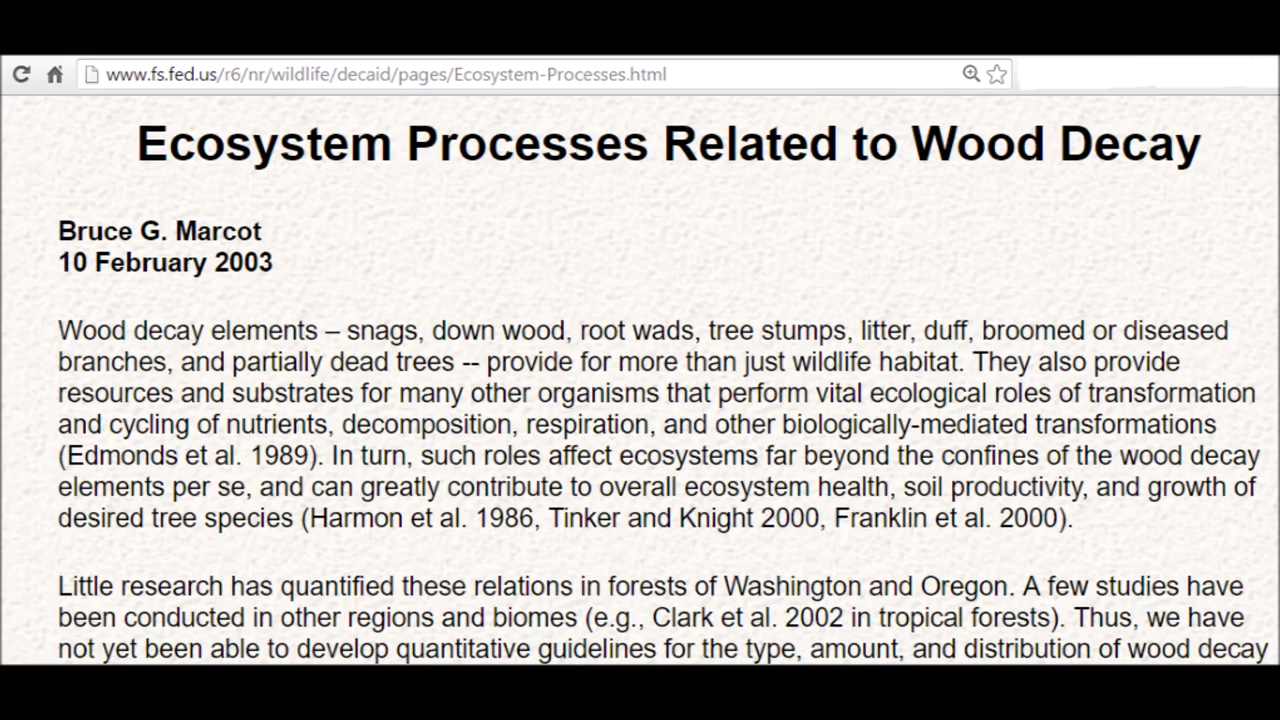 www.fs.fed.us/r6/nr/wildlife/decaid/pages/Ecosystem-Processes.html
Ecosystem Processes Related to Wood Decay
Bruce G. Marcot
10 February 2003
Wood decay elements – snags, down wood, root wads, tree stumps, litter, duff, broomed or diseased
branches, and partially dead trees -- provide for more than just wildlife habitat. They also provide
resources and substrates for many other organisms that perform vital ecological roles of transformation
and cycling of nutrients, decomposition, respiration, and other biologically-mediated transformations
(Edmonds et al. 1989). In turn, such roles affect ecosystems far beyond the confines of the wood decay
elements per se, and can greatly contribute to overall ecosystem health, soil productivity, and growth of
desired tree species (Harmon et al. 1986, Tinker and Knight 2000, Franklin et al. 2000).
Little research has quantified these relations in forests of Washington and Oregon. A few studies have
been conducted in other regions and biomes (e.g., Clark et al. 2002 in tropical forests). Thus, we have
not yet been able to develop quantitative guidelines for the type, amount, and distribution of wood decay